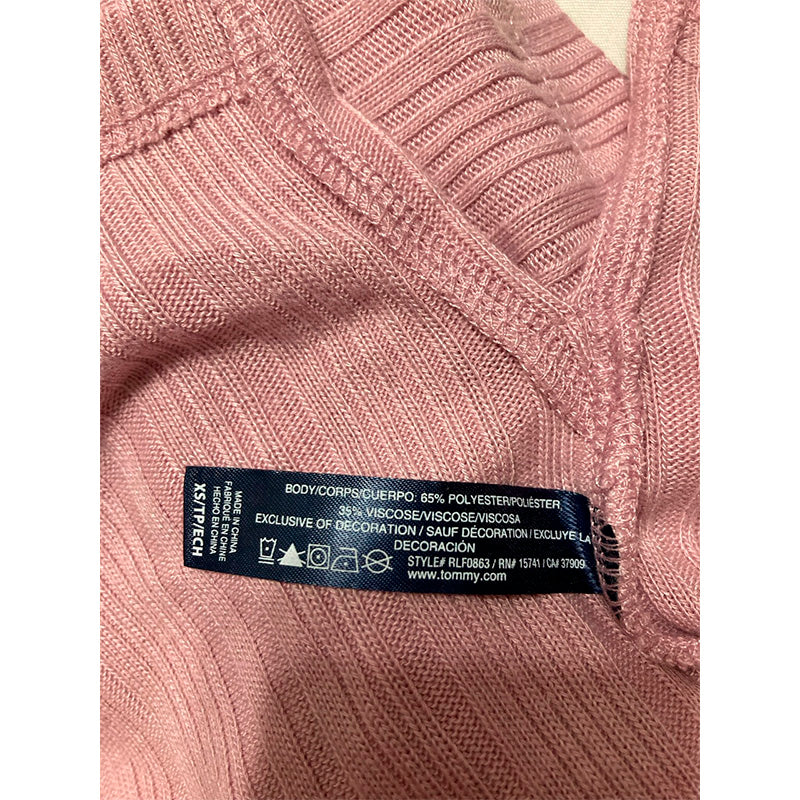 BODY/CORPS/CUERPO: 65% POLYESTER/POLIÉSTER
35% VISCOSE/VISCOSE/VISCOSA
EXCLUSIVE OF DECORATION / SAUF DÉCORATION / EXCLUYE LA
DECORACIÓN
STYLE# RLF0863 / RN# 15741 / CA# 37909
www.tommy.com
MADE IN CHINA
FABRIQUÉ EN CHINE
HECHO EN CHINA
XS/TP/ECH